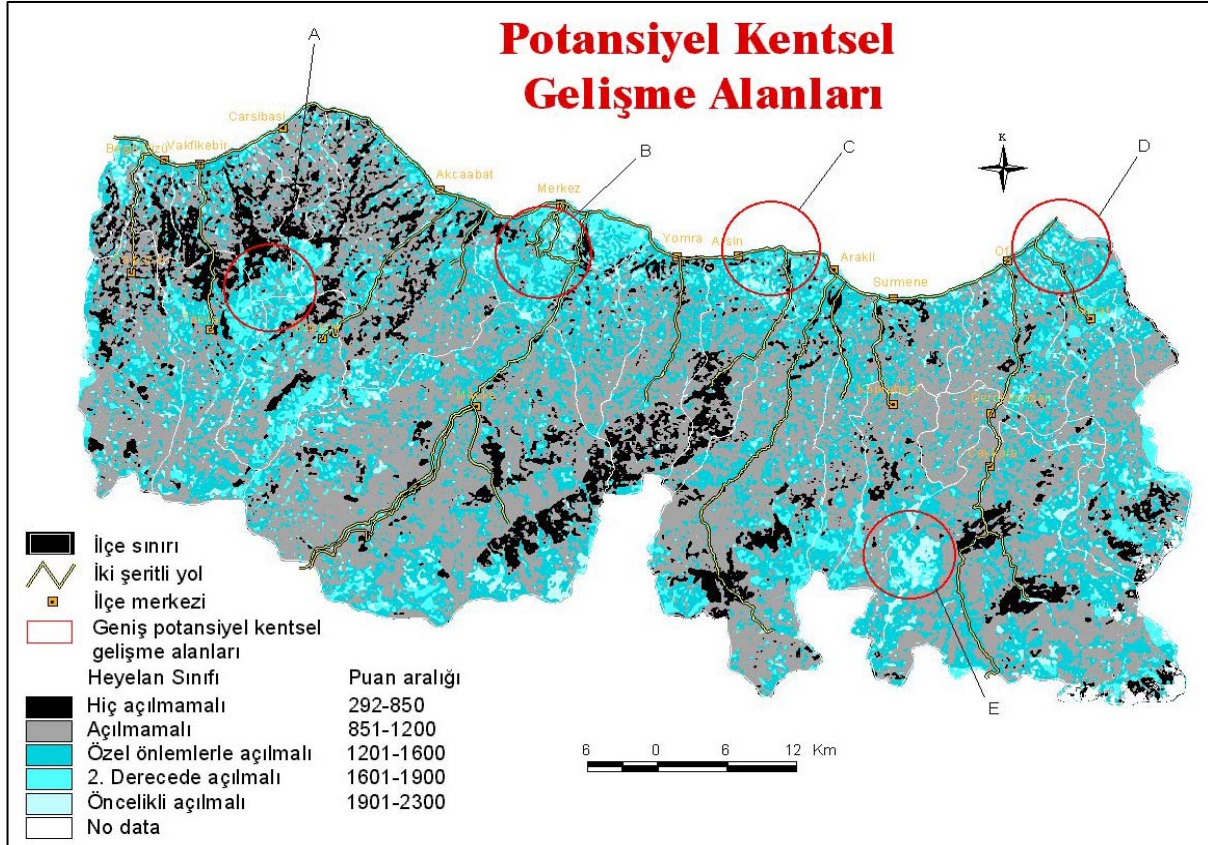 Potansiyel Kentsel
Gelişme Alanları
A
B
C
D
K
Carsibasi
Vakfikebir
Akcaabat
Merkez
Yomra
Arsin
Arakli
Surmene
Of
E
İlçe sınırı
İki şeritli yol
İlçe merkezi
Geniş potansiyel kentsel
gelişme alanları
Heyelan Sınıfı Puan aralığı
Hiç açılmamalı 292-850
Açılmamalı 851-1200
Özel önlemlerle açılmalı 1201-1600
2. Derecede açılmalı 1601-1900
Öncelikli açılmalı 1901-2300
No data
6 0 6 12 Km